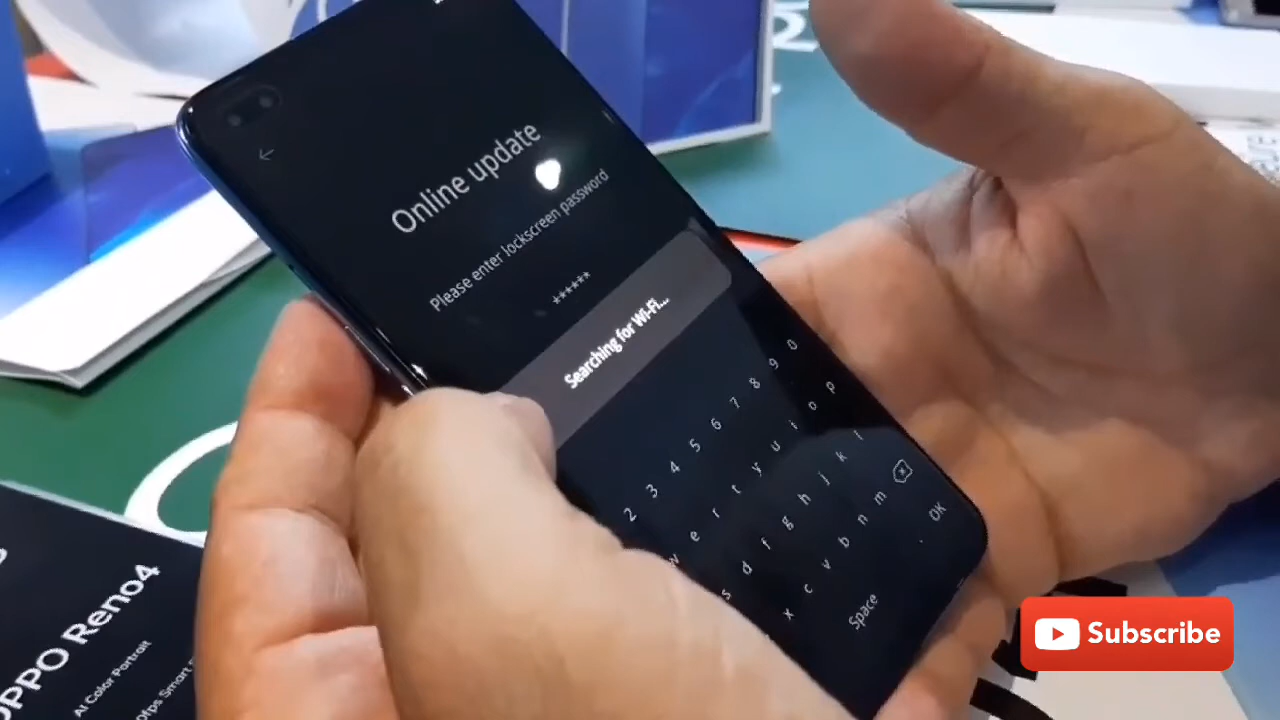 Online update
Please enter lockscreen password
******
Searching for Wi-Fi...
2 3 4 5 6 7 8 9 0
w e r t y u i o p
s d f g h j k l
x c v b n m
Space . OK
OPPO Reno4
AI Color Portrait
Subscribe